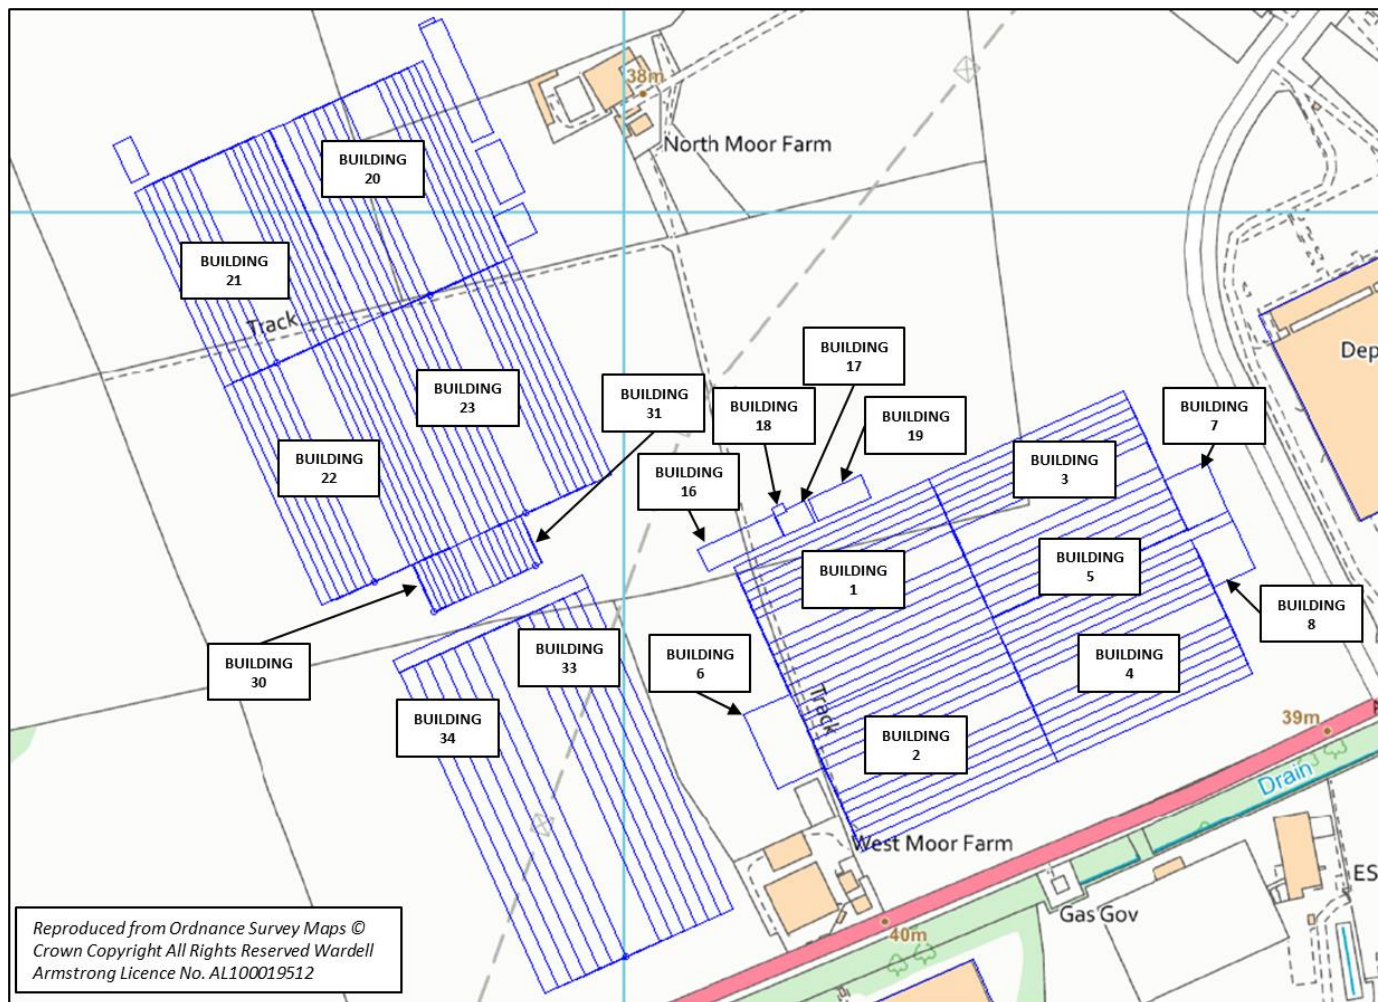 38m
North Moor Farm
BUILDING
20
BUILDING
21
Track
BUILDING
17
BUILDING
31
BUILDING
23
BUILDING
18
BUILDING
19
BUILDING
7
Dep
BUILDING
22
BUILDING
16
BUILDING
3
BUILDING
1
BUILDING
5
BUILDING
8
BUILDING
30
BUILDING
33
BUILDING
6
BUILDING
4
BUILDING
34
Track
BUILDING
2
39m
Drain
West Moor Farm
ES
Gas Gov
40m
Reproduced from Ordnance Survey Maps ©
Crown Copyright All Rights Reserved Wardell
Armstrong Licence No. AL100019512